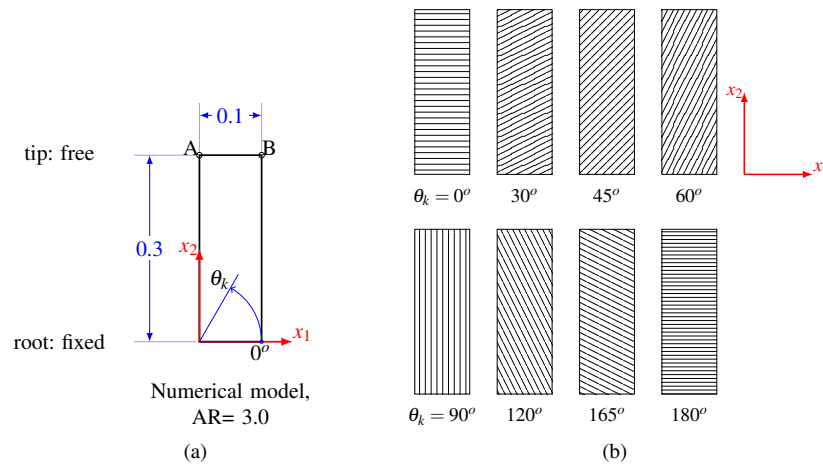 0.1
A
B
tip: free
0.3
x₂
θₖ
root: fixed
0ᵒ
x₁
Numerical model,
AR= 3.0
(a)
x₂
x
θₖ = 0ᵒ
30ᵒ
45ᵒ
60ᵒ
θₖ = 90ᵒ
120ᵒ
165ᵒ
180ᵒ
(b)